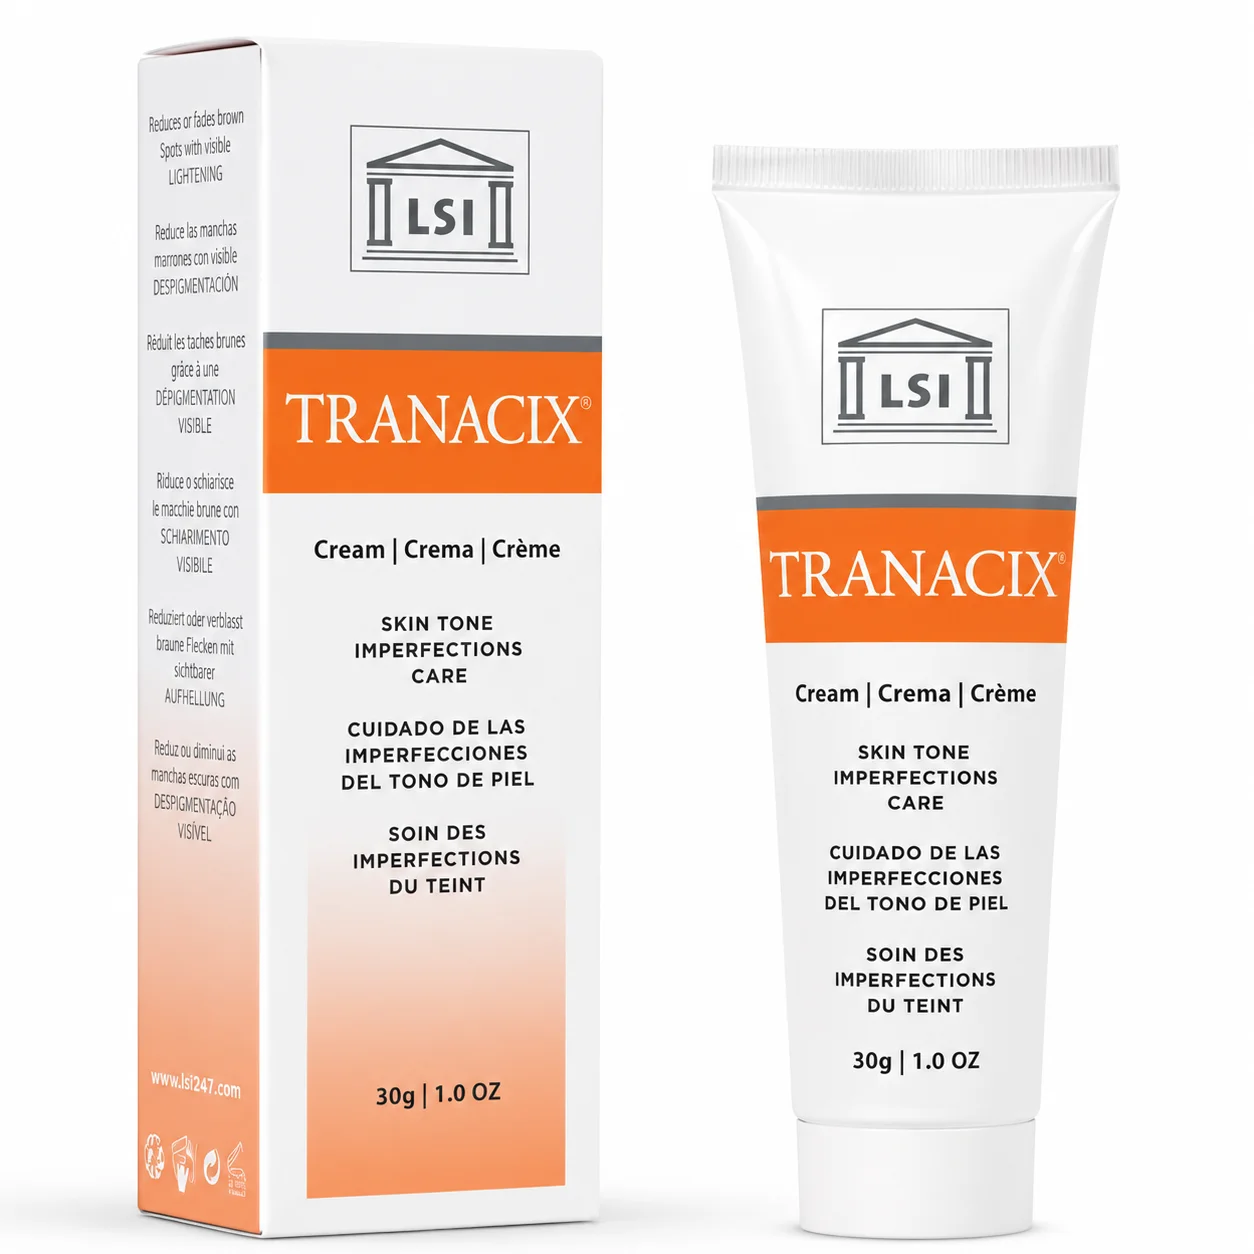 Reduces or fades brown
Spots with visible
LIGHTENING
Reduce las manchas
marrones con visible
DESPIGMENTACIÓN
Réduit les taches brunes
grâce à une
DÉPIGMENTATION
VISIBLE
Riduce o schiarisce
le macchie brune con
SCHIARIMENTO
VISIBILE
Reduziert oder verblasst
braune Flecken mit
sichtbarer
AUFHELLUNG
Reduz ou diminui as
manchas escuras com
DESPIGMENTAÇÃO
VISÍVEL
www.lsi247.com
LSI
TRANACIX®
Cream | Crema | Crème
SKIN TONE
IMPERFECTIONS
CARE
CUIDADO DE LAS
IMPERFECCIONES
DEL TONO DE PIEL
SOIN DES
IMPERFECTIONS
DU TEINT
30g | 1.0 OZ
LSI
TRANACIX®
Cream | Crema | Crème
SKIN TONE
IMPERFECTIONS
CARE
CUIDADO DE LAS
IMPERFECCIONES
DEL TONO DE PIEL
SOIN DES
IMPERFECTIONS
DU TEINT
30g | 1.0 OZ